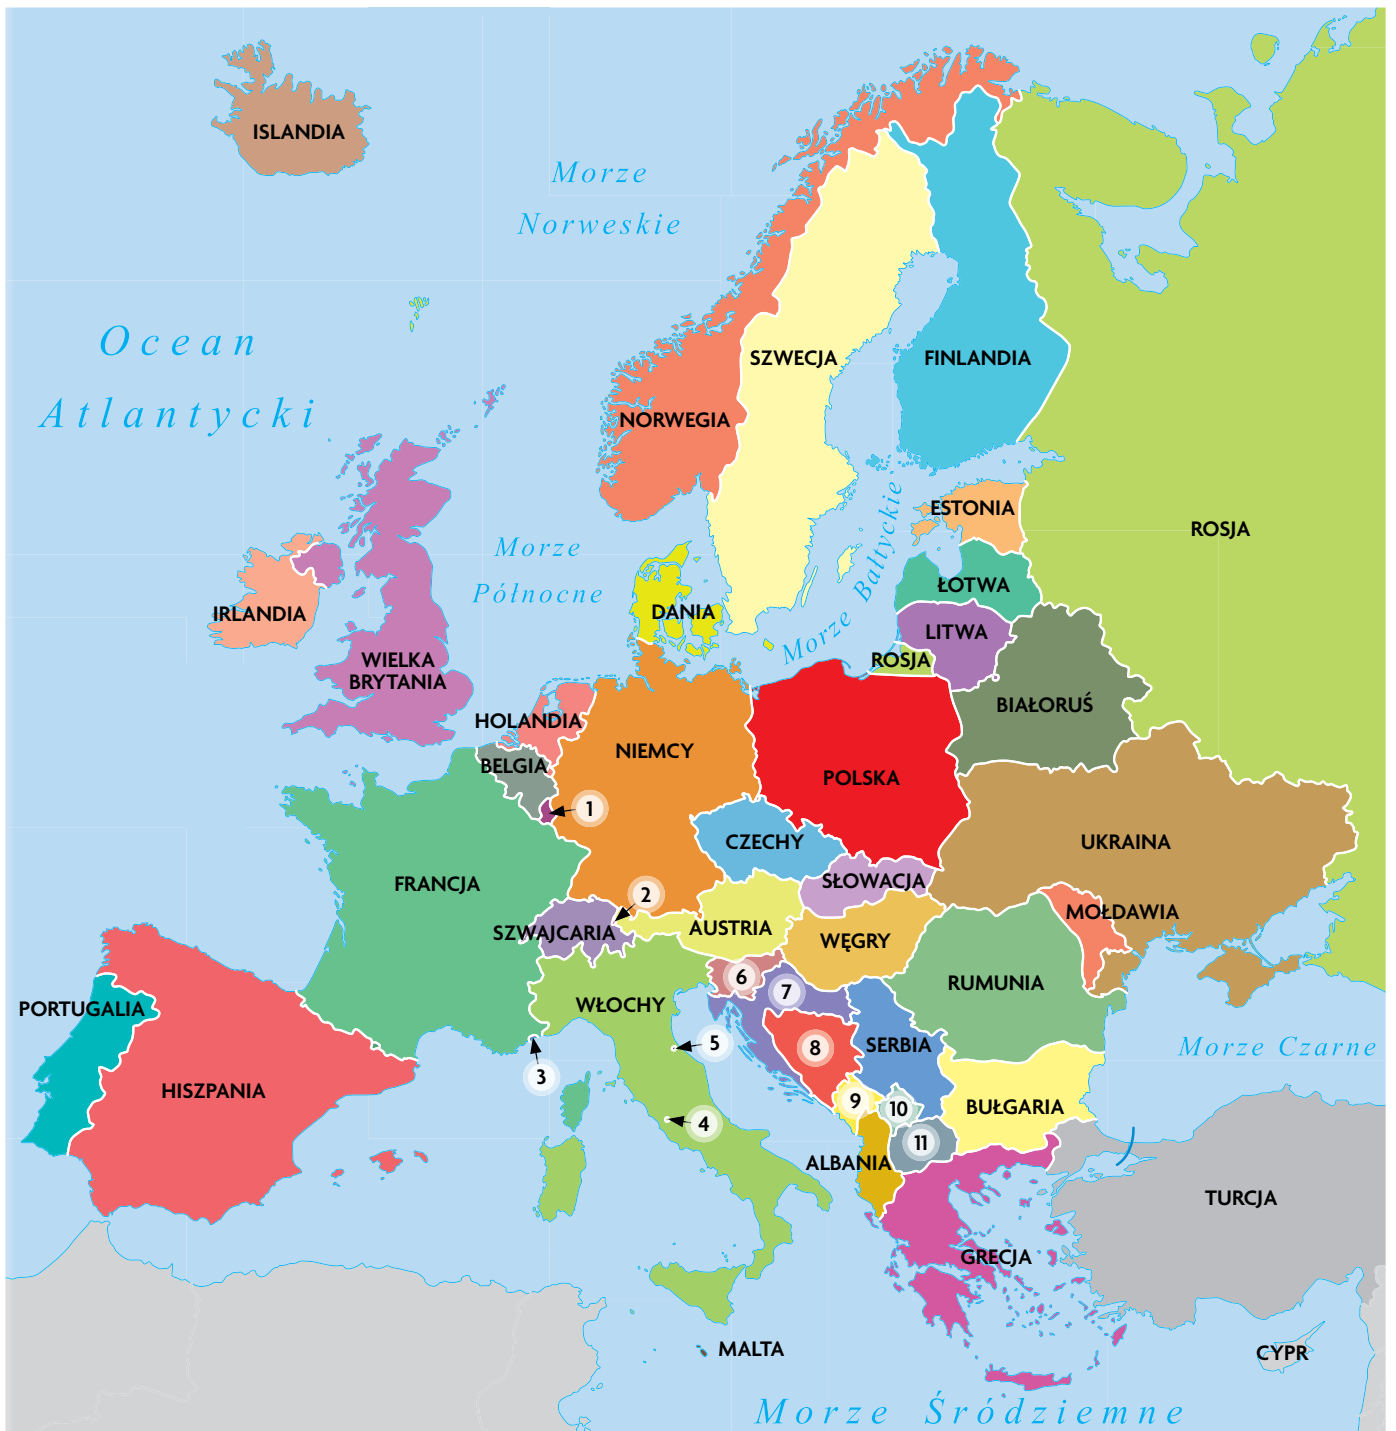 ISLANDIA
Morze
Norweskie
Ocean
Atlantycki
SZWECJA
FINLANDIA
NORWEGIA
ESTONIA
ROSJA
Morze
Północne
Morze Bałtyckie
ŁOTWA
DANIA
IRLANDIA
LITWA
WIELKA
BRYTANIA
ROSJA
BIAŁORUŚ
HOLANDIA
NIEMCY
BELGIA
POLSKA
1
CZECHY
UKRAINA
FRANCJA
SŁOWACJA
2
MOŁDAWIA
SZWAJCARIA
AUSTRIA
WĘGRY
6
RUMUNIA
7
PORTUGALIA
WŁOCHY
5
8
SERBIA
Morze Czarne
3
HISZPANIA
9
10
BUŁGARIA
4
11
ALBANIA
TURCJA
GRECJA
MALTA
CYPR
Morze Śródziemne